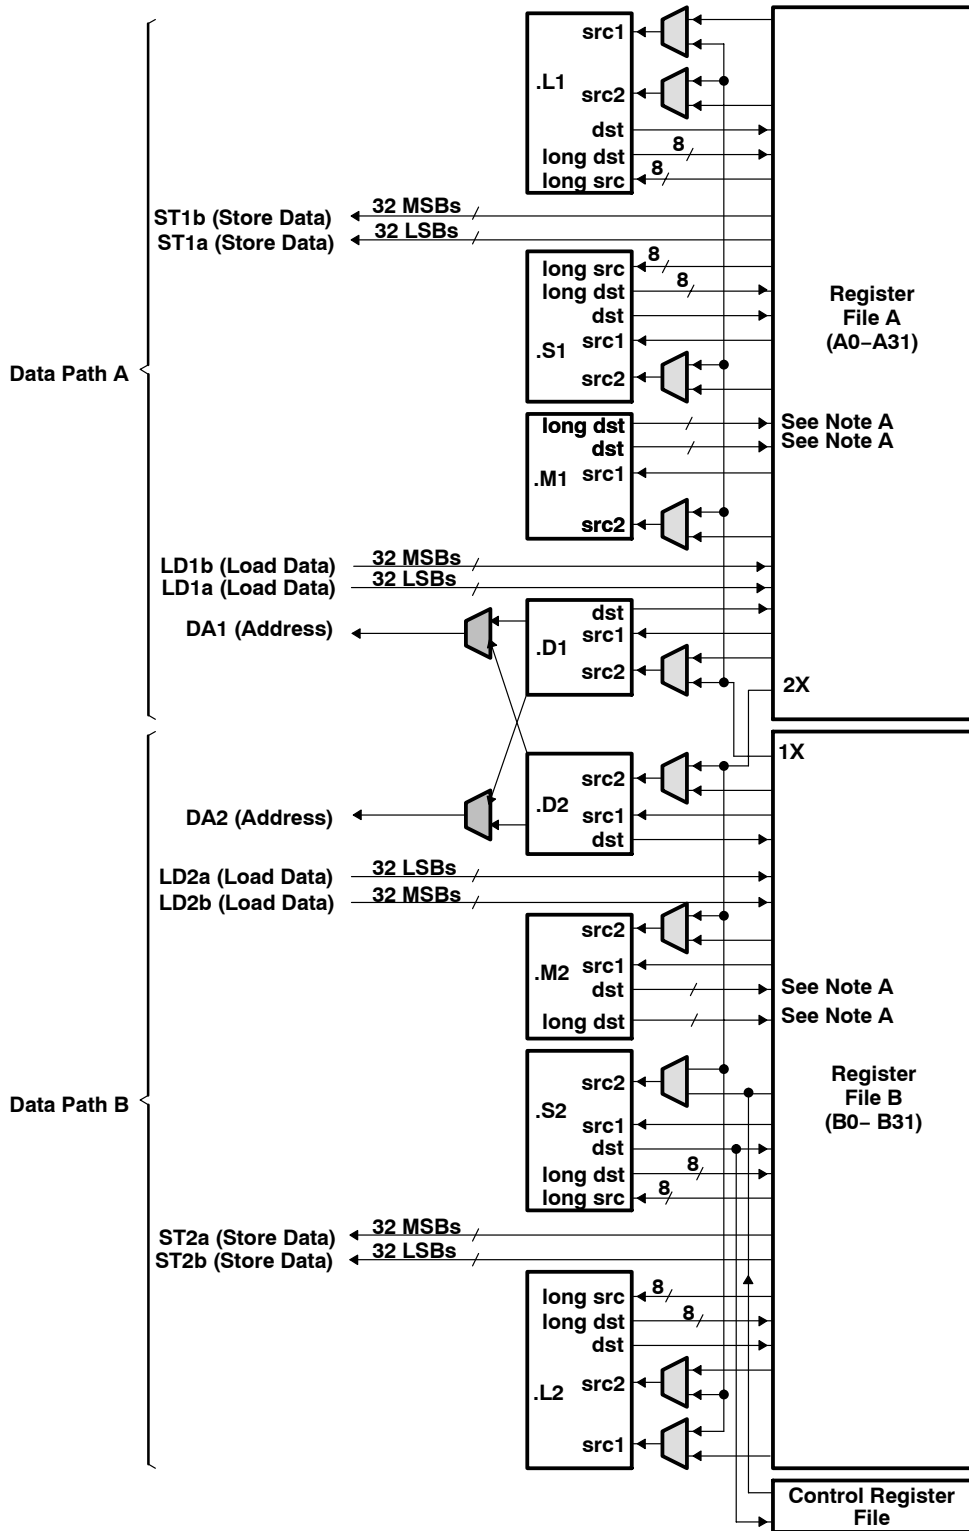 src1
.L1
src2
dst
long dst
8
long src
8
ST1b (Store Data)
32 MSBs
ST1a (Store Data)
32 LSBs
long src
8
long dst
8
dst
.S1
src1
src2
Register
File A
(A0–A31)
Data Path A
long dst
See Note A
dst
See Note A
.M1
src1
src2
LD1b (Load Data)
32 MSBs
LD1a (Load Data)
32 LSBs
DA1 (Address)
dst
src1
.D1
src2
2X
1X
src2
.D2
src1
dst
DA2 (Address)
LD2a (Load Data)
32 LSBs
LD2b (Load Data)
32 MSBs
src2
.M2
src1
dst
See Note A
long dst
See Note A
src2
.S2
src1
dst
long dst
8
long src
8
Register
File B
(B0– B31)
Data Path B
ST2a (Store Data)
32 MSBs
ST2b (Store Data)
32 LSBs
long src
8
long dst
8
dst
.L2
src2
src1
Control Register
File